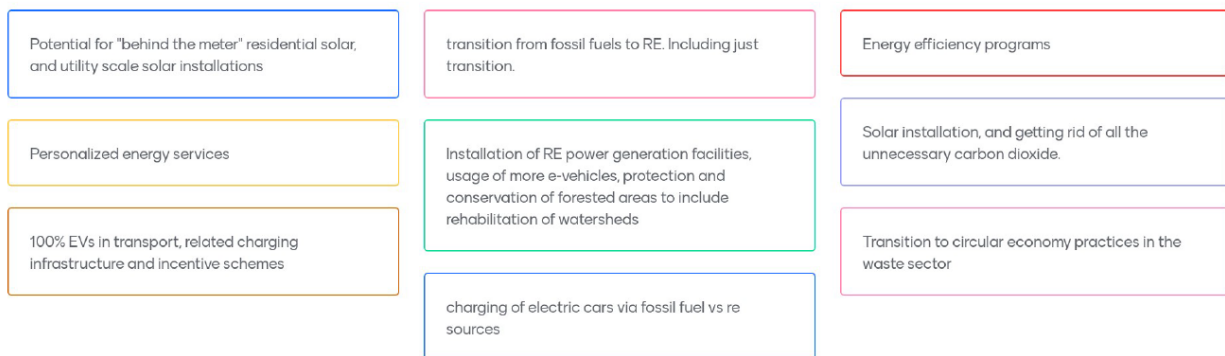 Potential for "behind the meter" residential solar,
and utility scale solar installations
Personalized energy services
100% EVs in transport, related charging
infrastructure and incentive schemes
transition from fossil fuels to RE. Including just
transition.
Installation of RE power generation facilities,
usage of more e-vehicles, protection and
conservation of forested areas to include
rehabilitation of watersheds
charging of electric cars via fossil fuel vs re
sources
Energy efficiency programs
Solar installation, and getting rid of all the
unnecessary carbon dioxide.
Transition to circular economy practices in the
waste sector